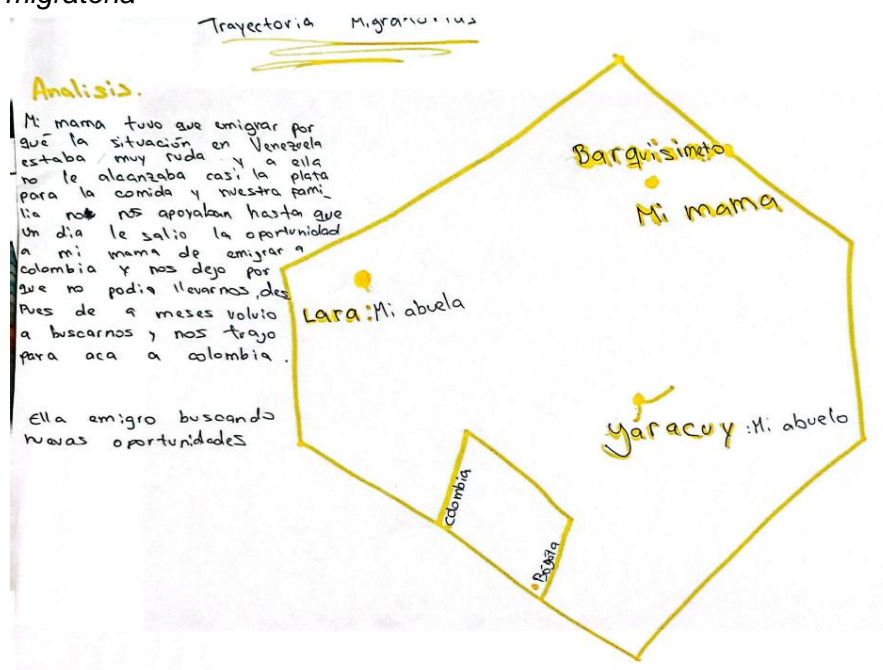 migratoria
Trayectoria
Analisis.
Mi mama tuvo que emigrar por
qué la situación en Venezuela
estaba muy ruda y a ella
no le alcanzaba casi la plata
para la comida y nuestra fami_
lia no nos apoyaban hasta que
un dia le salio la oportunidad
a mi mama de emigrar a
colombia y nos dejo por
que no podia llevarnos, des
pues de 9 meses volvio
a buscarnos y nos trajo
para aca a colombia.
Ella emigro buscando
nuevas oportunidades
Barquisimeto
Mi mama
Lara: Mi abuela
Yaracuy: Mi abuelo
Colombia
Bogota